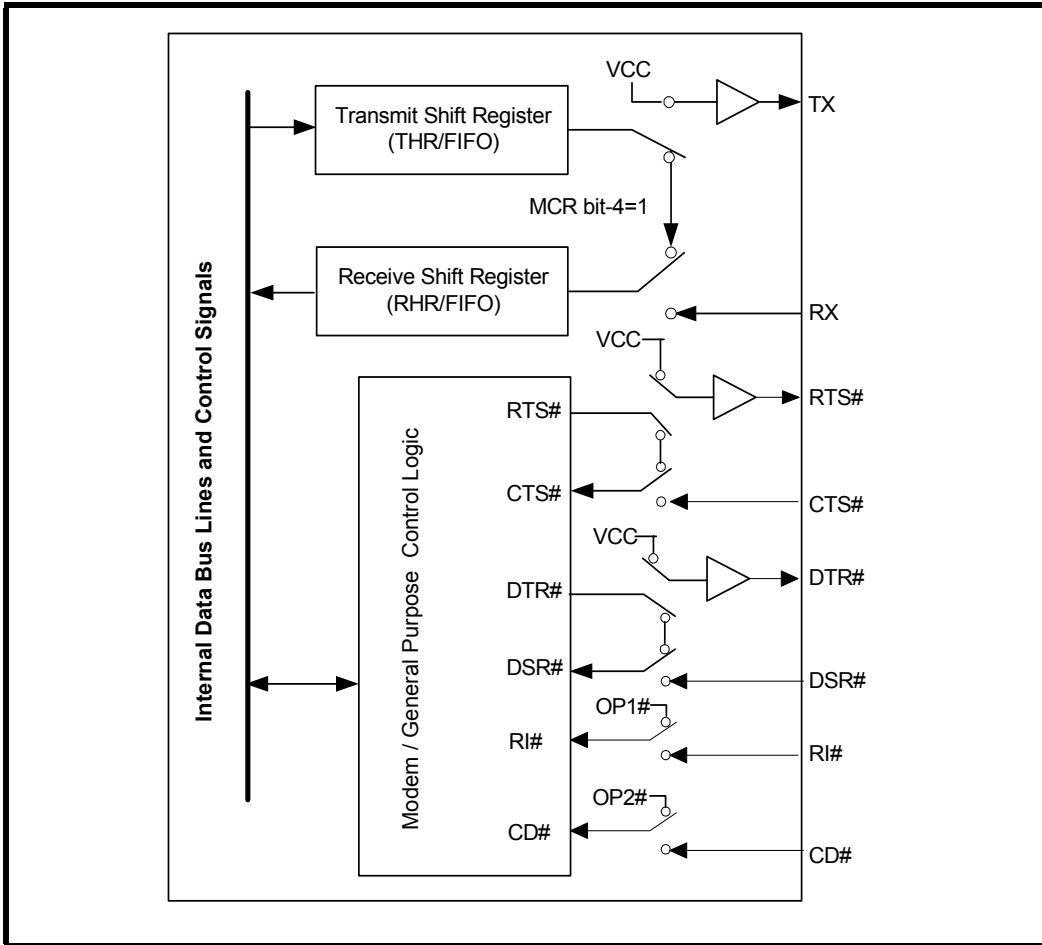 VCC
TX
Transmit Shift Register
(THR/FIFO)
MCR bit-4=1
Receive Shift Register
(RHR/FIFO)
RX
VCC
RTS#
RTS#
CTS#
CTS#
VCC
DTR#
DTR#
DSR#
DSR#
OP1#
RI#
RI#
OP2#
CD#
CD#
Internal Data Bus Lines and Control Signals
Modem / General Purpose Control Logic